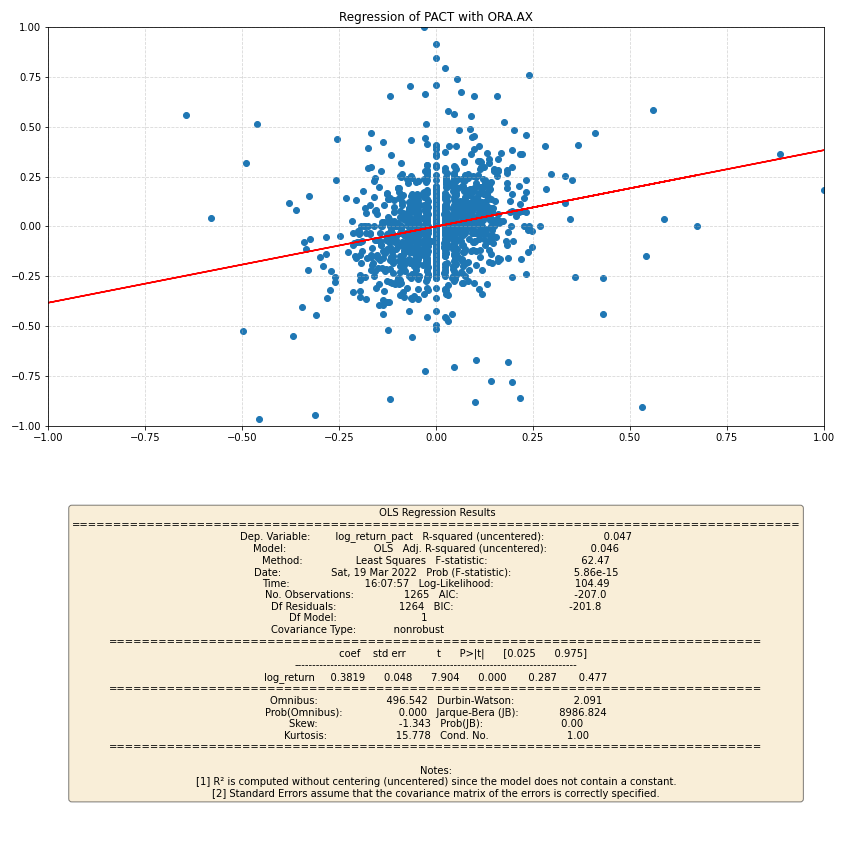 Regression of PACT with ORA.AX
1.00
0.75
0.50
0.25
0.00
−0.25
−0.50
−0.75
−1.00
−1.00 −0.75 −0.50 −0.25 0.00 0.25 0.50 0.75 1.00
OLS Regression Results
==============================================================================
Dep. Variable: log_return_pact R-squared (uncentered): 0.047
Model: OLS Adj. R-squared (uncentered): 0.046
Method: Least Squares F-statistic: 62.47
Date: Sat, 19 Mar 2022 Prob (F-statistic): 5.86e-15
Time: 16:07:57 Log-Likelihood: 104.49
No. Observations: 1265 AIC: -207.0
Df Residuals: 1264 BIC: -201.8
Df Model: 1
Covariance Type: nonrobust
==============================================================================
coef std err t P>|t| [0.025 0.975]
------------------------------------------------------------------------------
log_return 0.3819 0.048 7.904 0.000 0.287 0.477
==============================================================================
Omnibus: 496.542 Durbin-Watson: 2.091
Prob(Omnibus): 0.000 Jarque-Bera (JB): 8986.824
Skew: -1.343 Prob(JB): 0.00
Kurtosis: 15.778 Cond. No. 1.00
==============================================================================
Notes:
[1] R² is computed without centering (uncentered) since the model does not contain a constant.
[2] Standard Errors assume that the covariance matrix of the errors is correctly specified.